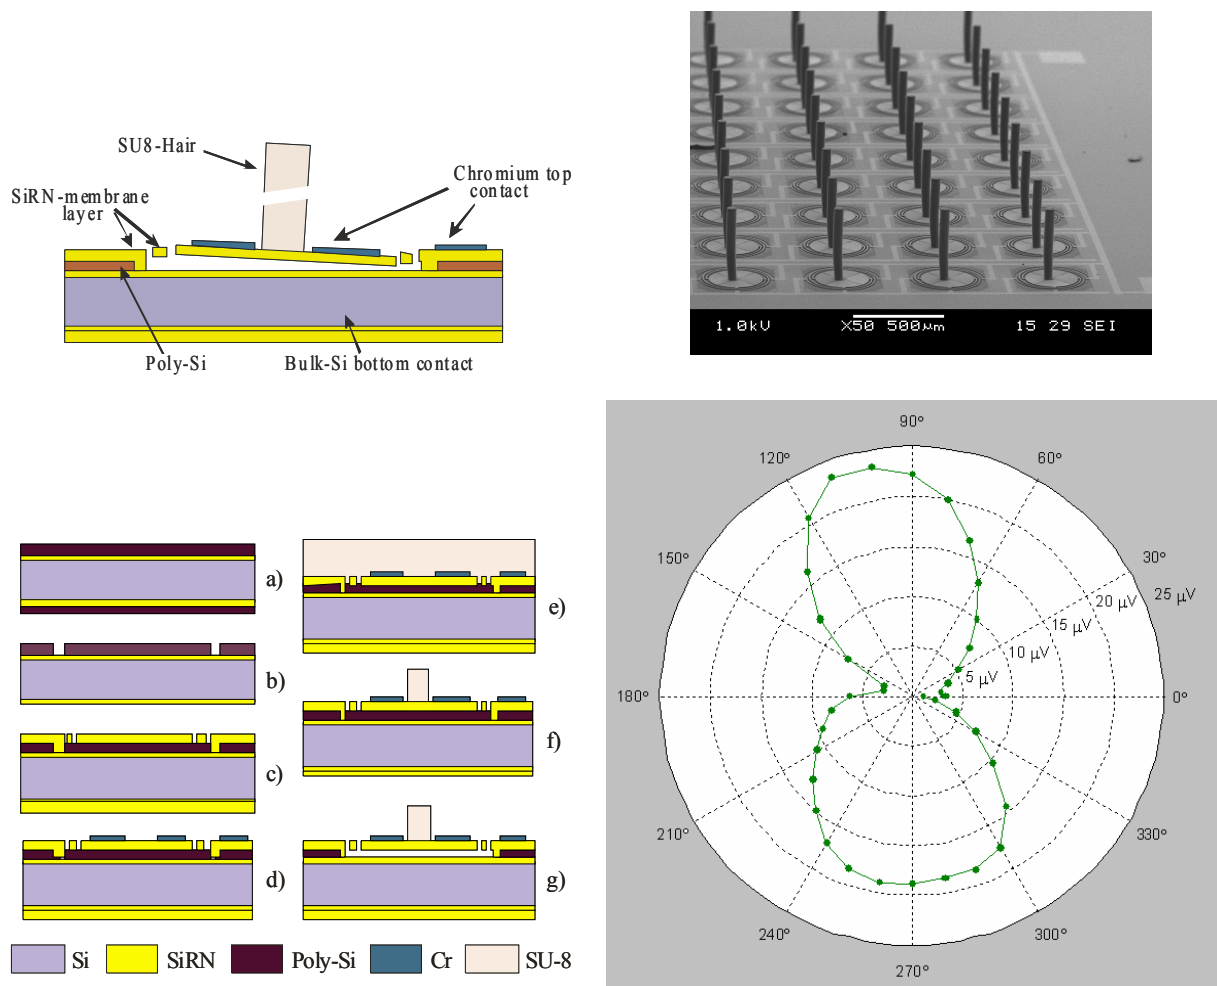 SU8-Hair
SiRN-membrane
layer
Chromium top
contact
Poly-Si
Bulk-Si bottom contact
1.0kV X50 500µm 15 29 SEI
a)
b)
c)
d)
e)
f)
g)
Si SiRN Poly-Si Cr SU-8
90°
120° 60°
150° 30°
25 µV
20 µV
15 µV
10 µV
5 µV
180° 0°
210° 330°
240° 300°
270°